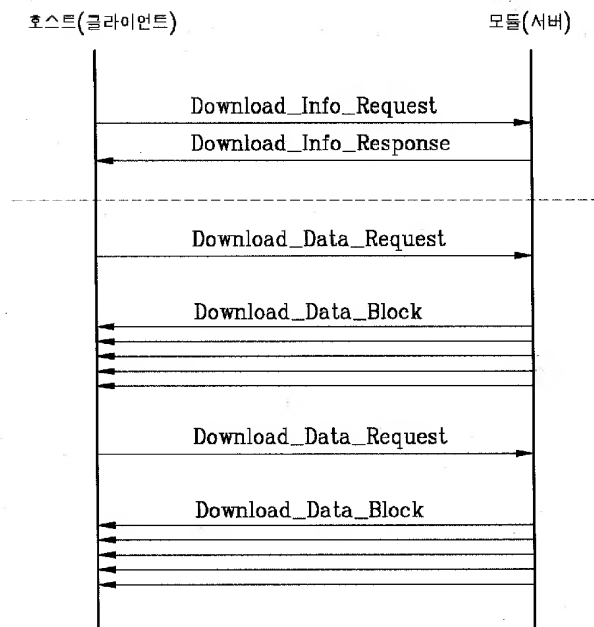 호스트(클라이언트) 모듈(서버)
Download_Info_Request
Download_Info_Response
Download_Data_Request
Download_Data_Block
Download_Data_Request
Download_Data_Block